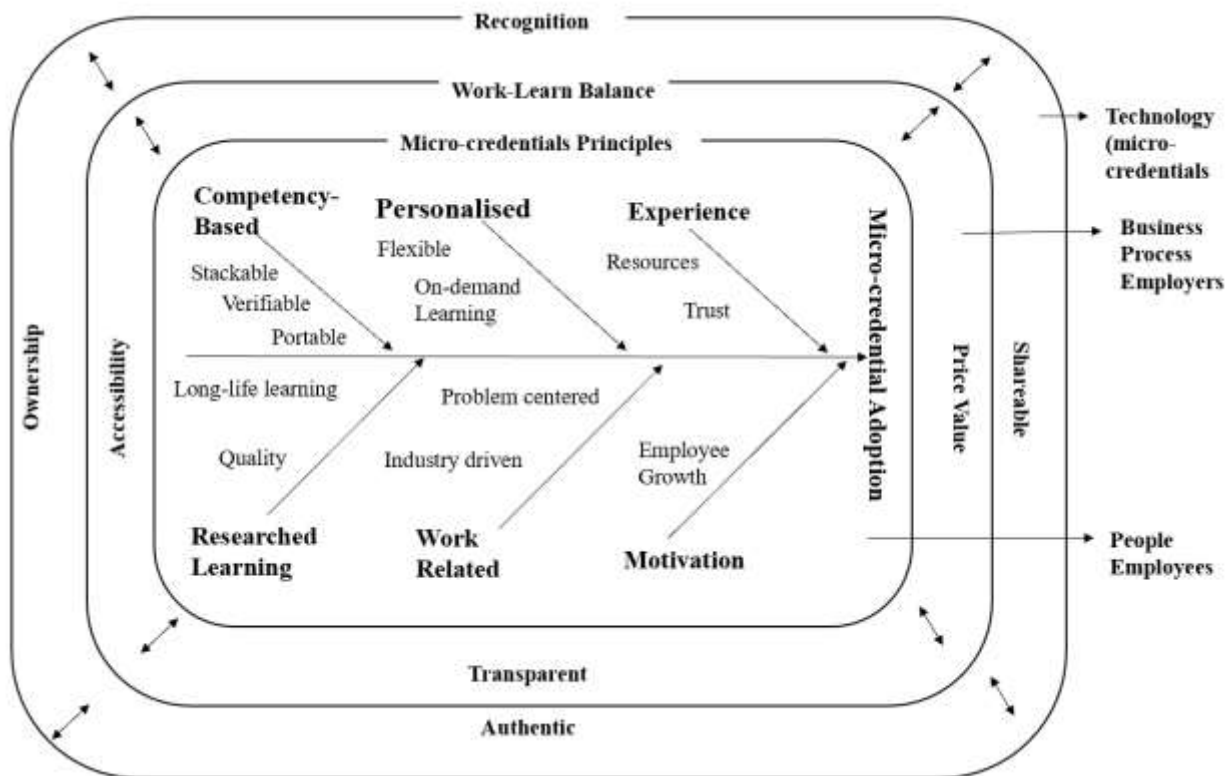 Recognition
Work-Learn Balance
Micro-credentials Principles
Technology
(micro-
credentials
Competency-
Based
Personalised
Experience
Stackable
Verifiable
Portable
Flexible
On-demand
Learning
Resources
Trust
Business
Process
Employers
Ownership
Accessibility
Micro-credential Adoption
Price Value
Shareable
Long-life learning
Quality
Problem centered
Industry driven
Employee
Growth
Researched
Learning
Work
Related
Motivation
People
Employees
Transparent
Authentic